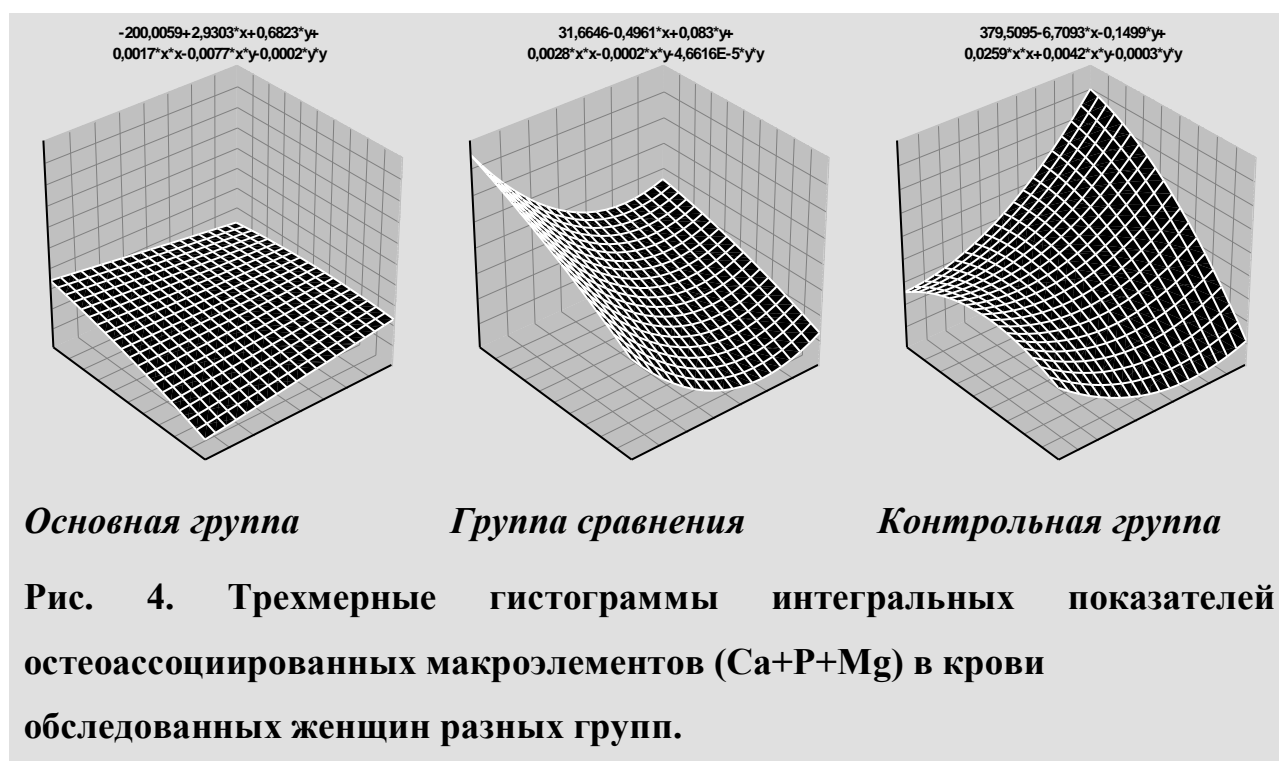 -200,0059+2,9303*x+0,6823*y+
0,0017*x*x-0,0077*x*y-0,0002*y*y
31,6646-0,4961*x+0,083*y+
0,0028*x*x-0,0002*x*y-4,6616E-5*y*y
379,5095-6,7093*x-0,1499*y+
0,0259*x*x+0,0042*x*y-0,0003*y*y
Основная группа
Группа сравнения
Контрольная группа
Рис. 4. Трехмерные гистограммы интегральных показателей
остеоассоциированных макроэлементов (Ca+P+Mg) в крови
обследованных женщин разных групп.